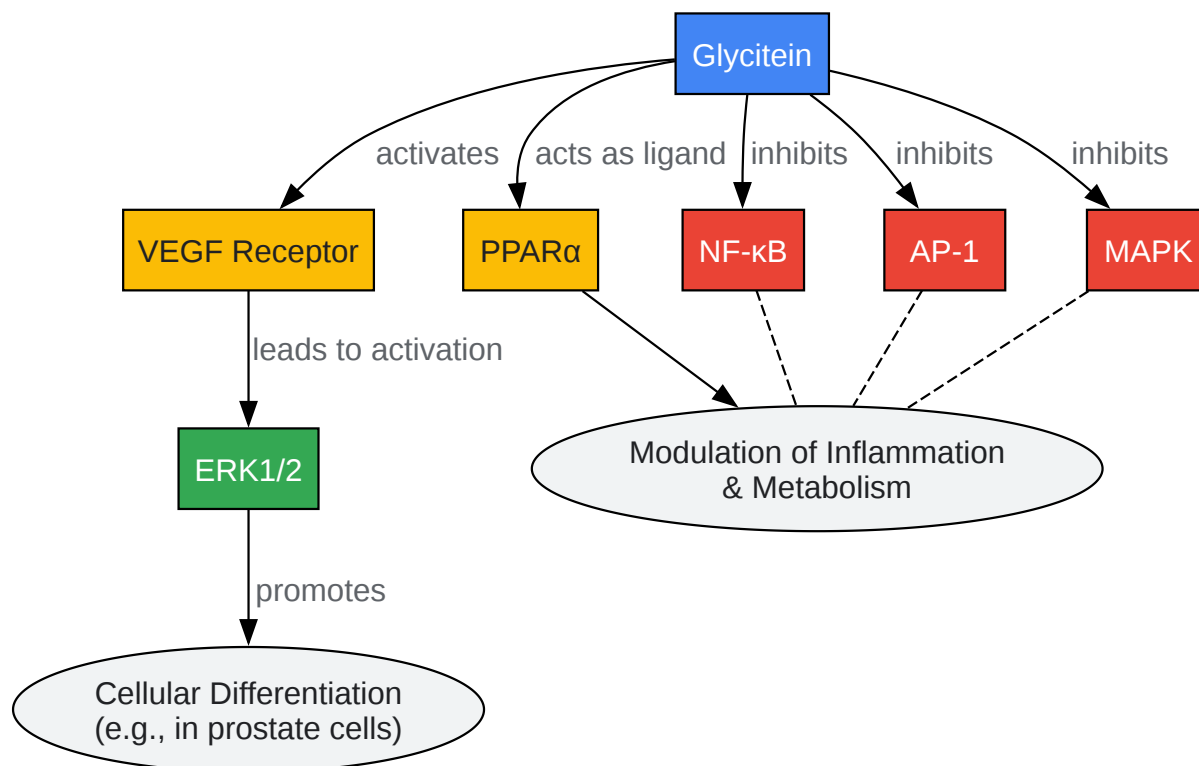 Glycitein
activates
acts as ligand
inhibits
inhibits
inhibits
VEGF Receptor
PPARα
NF-κB
AP-1
MAPK
leads to activation
ERK1/2
Modulation of Inflammation
& Metabolism
promotes
Cellular Differentiation
(e.g., in prostate cells)